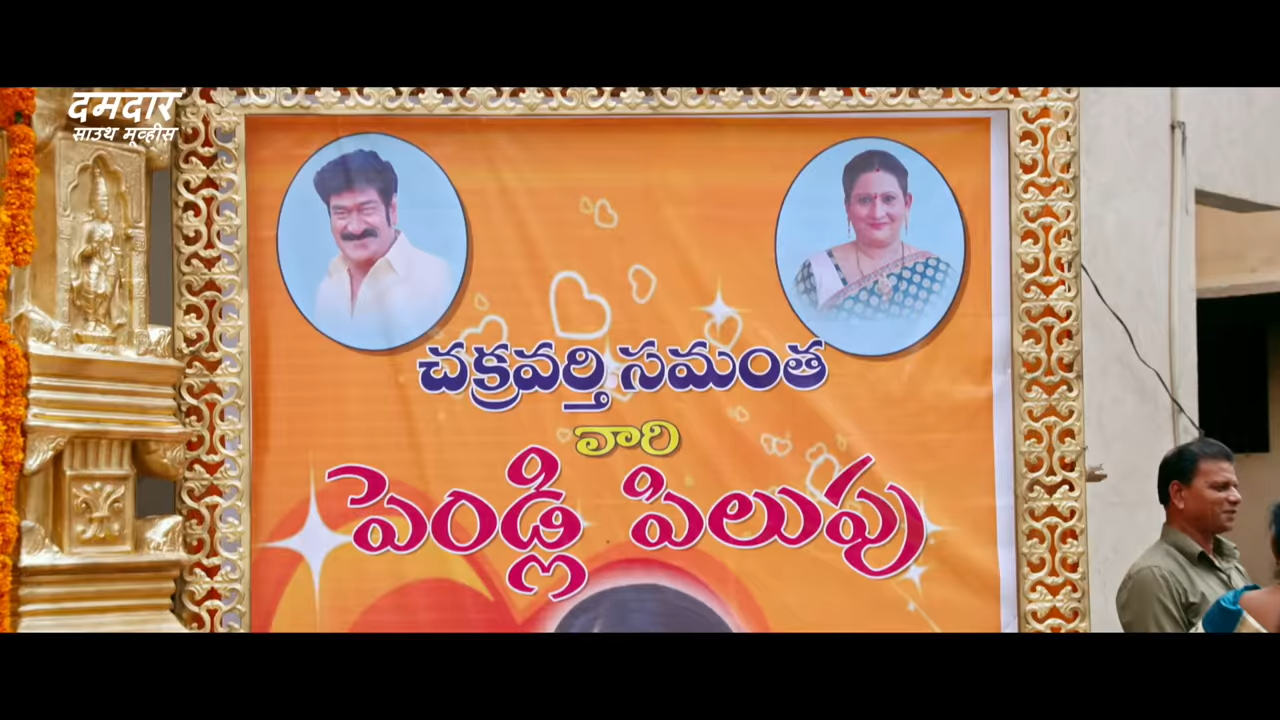 दमदार
साउथ मूव्हीस
చక్రవర్తి సమంత
వారి
పెండ్లి పిలుపు